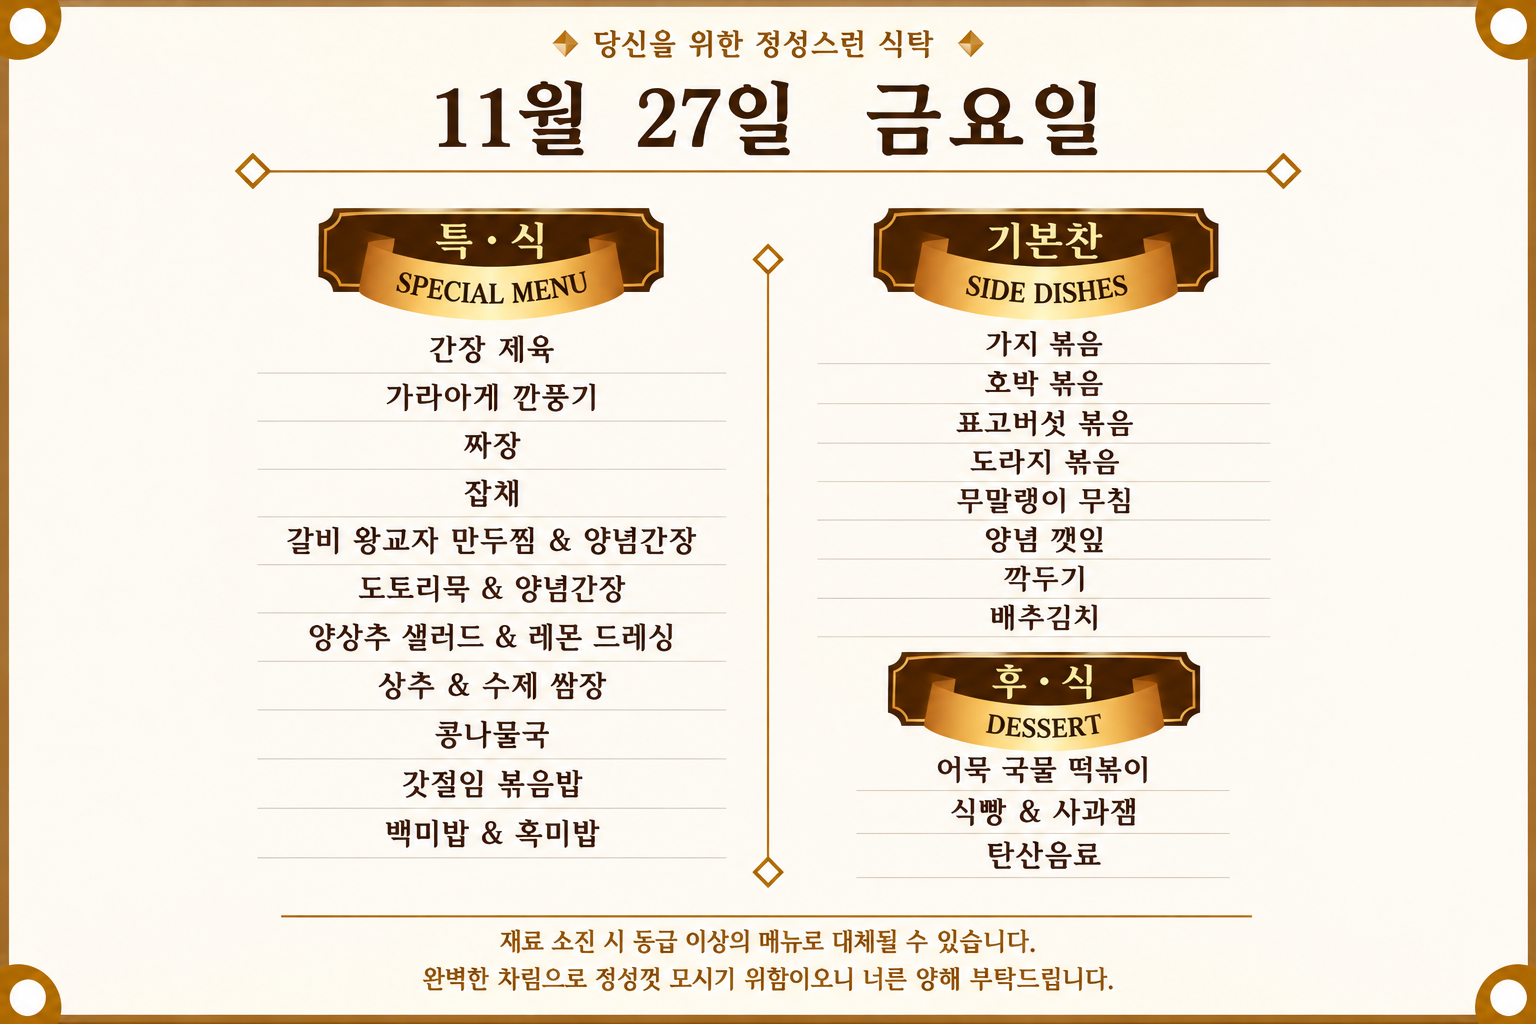 당신을 위한 정성스런 식탁
11월 27일 금요일
특·식
SPECIAL MENU
간장 제육
가라아게 깐풍기
짜장
잡채
갈비 왕교자 만두찜 & 양념간장
도토리묵 & 양념간장
양상추 샐러드 & 레몬 드레싱
상추 & 수제 쌈장
콩나물국
갓절임 볶음밥
백미밥 & 흑미밥
기본찬
SIDE DISHES
가지 볶음
호박 볶음
표고버섯 볶음
도라지 볶음
무말랭이 무침
양념 깻잎
깍두기
배추김치
후·식
DESSERT
어묵 국물 떡볶이
식빵 & 사과잼
탄산음료
재료 소진 시 동급 이상의 매뉴로 대체될 수 있습니다.
완벽한 차림으로 정성껏 모시기 위함이오니 너른 양해 부탁드립니다.